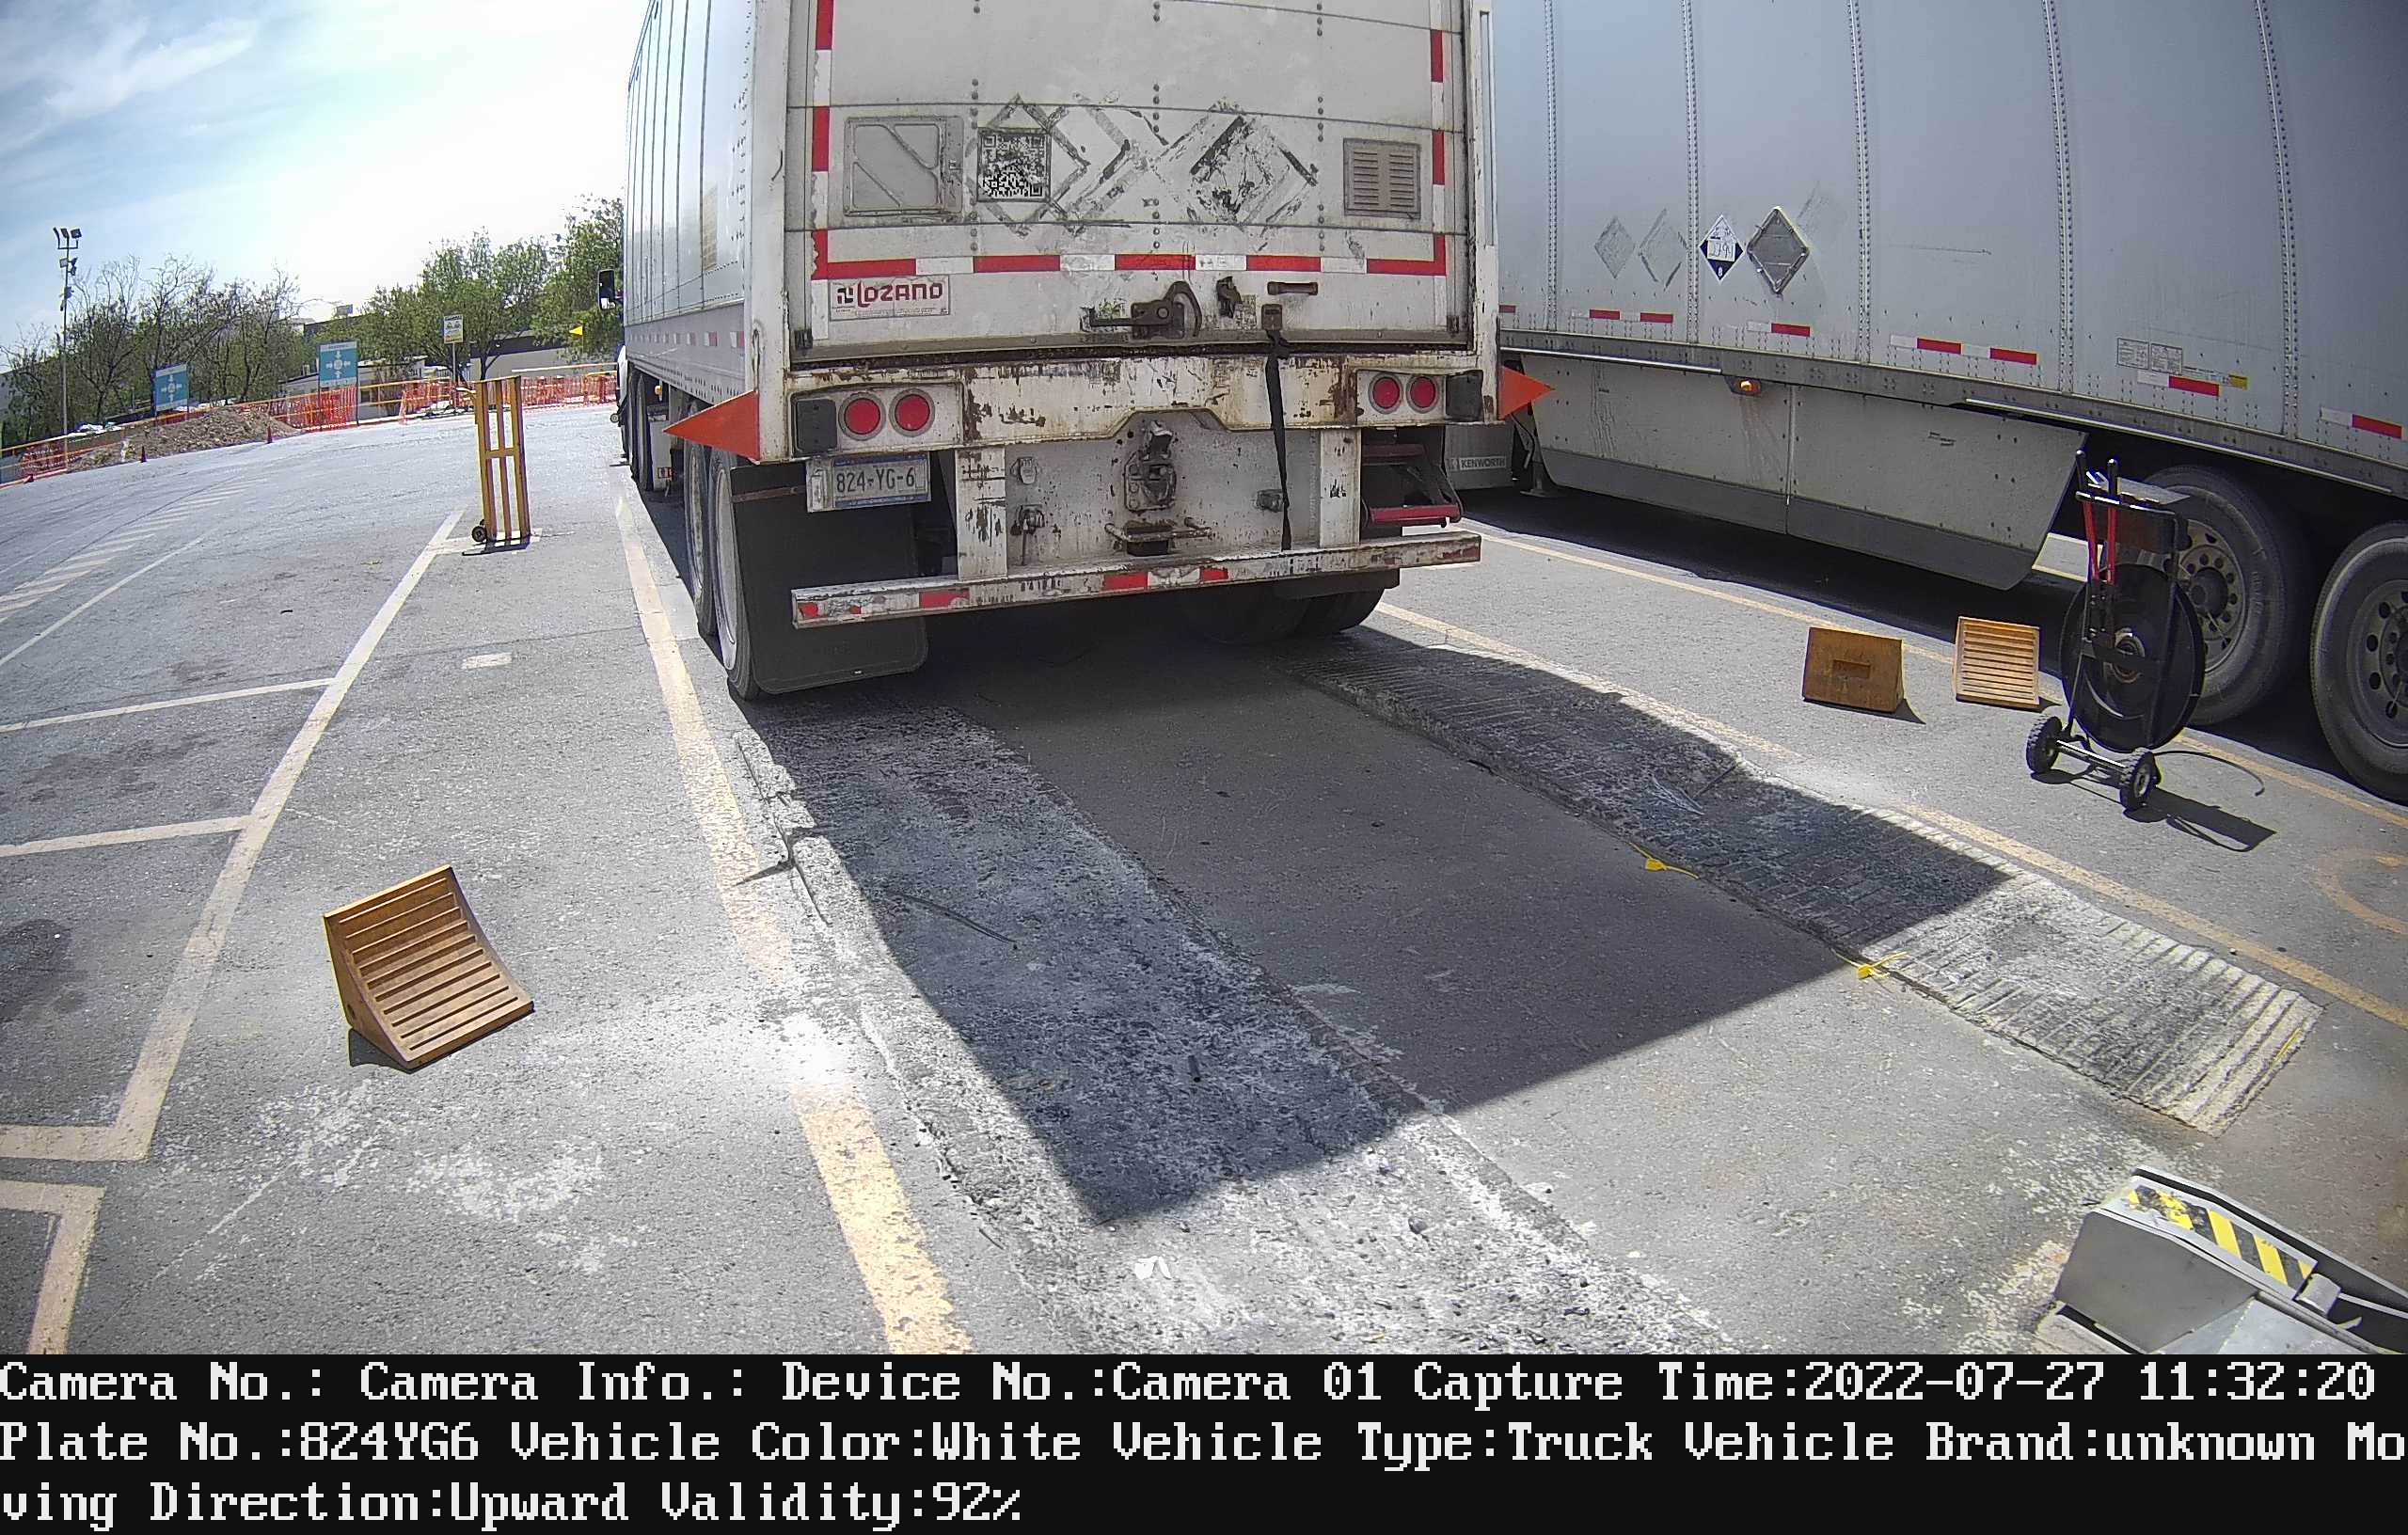 LOZANO
824-YG-6
KENWORTH
Camera No.: Camera Info.: Device No.:Camera 01 Capture Time:2022-07-27 11:32:20
Plate No.:824YG6 Vehicle Color:White Vehicle Type:Truck Vehicle Brand:unknown Mo
ving Direction:Upward Validity:92%